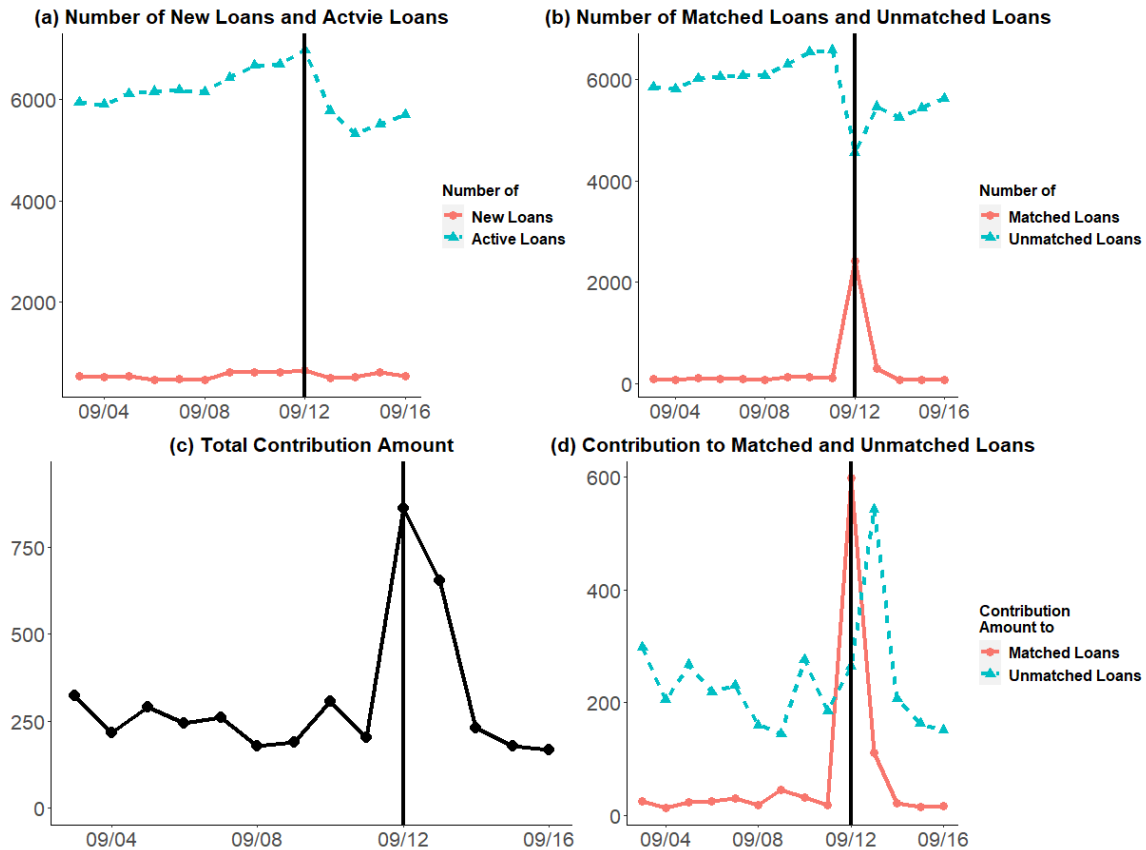 (a) Number of New Loans and Actvie Loans
6000
4000
2000
09/04
09/08
09/12
09/16
Number of
New Loans
Active Loans
(b) Number of Matched Loans and Unmatched Loans
6000
4000
2000
0
09/04
09/08
09/12
09/16
Number of
Matched Loans
Unmatched Loans
(c) Total Contribution Amount
750
500
250
0
09/04
09/08
09/12
09/16
(d) Contribution to Matched and Unmatched Loans
600
400
200
0
09/04
09/08
09/12
09/16
Contribution
Amount to
Matched Loans
Unmatched Loans